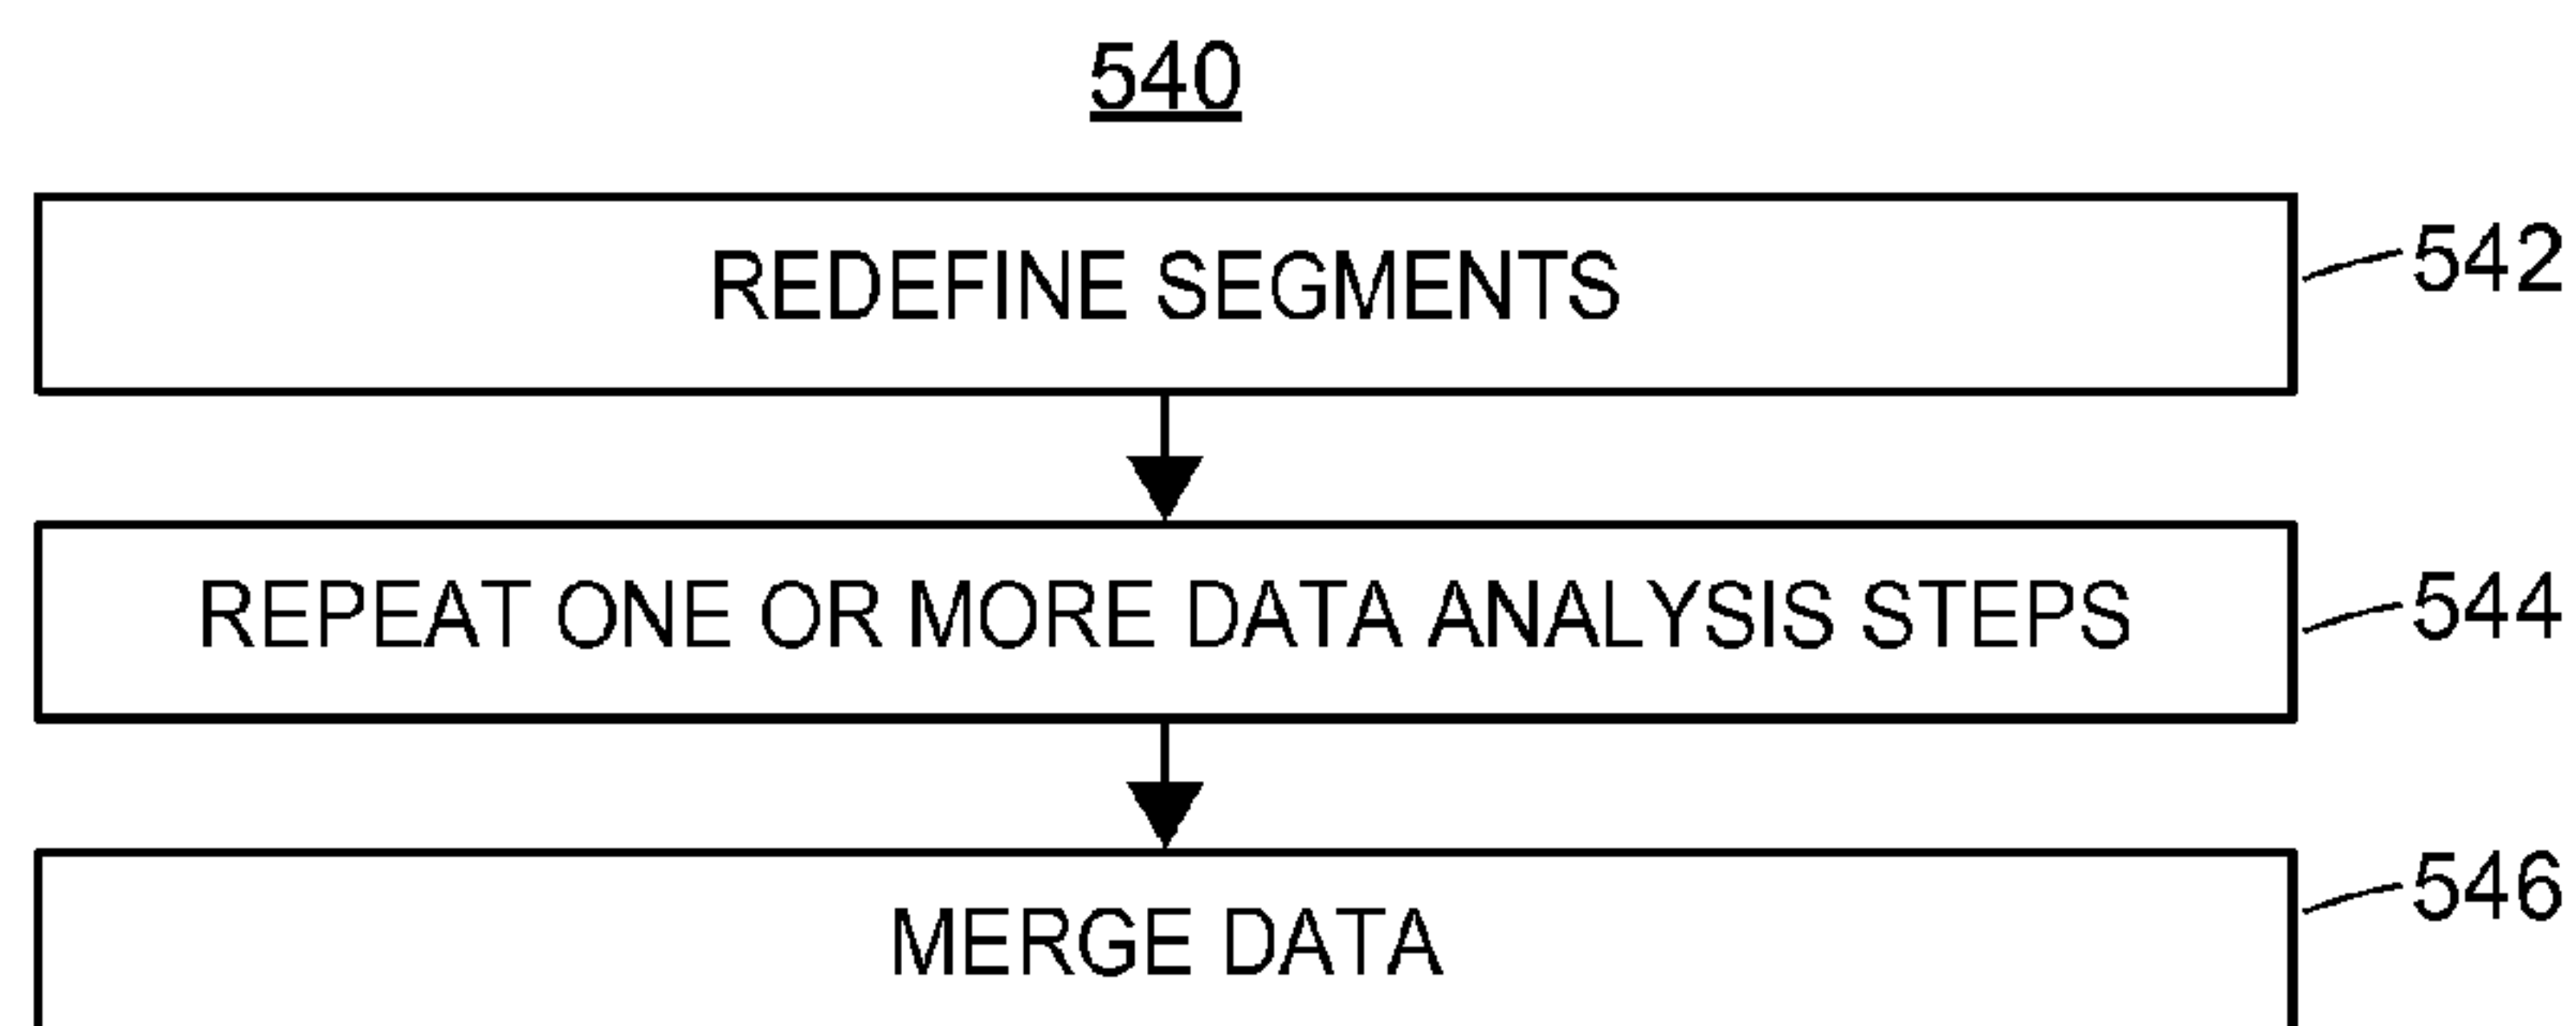 540
REDEFINE SEGMENTS
542
REPEAT ONE OR MORE DATA ANALYSIS STEPS
544
MERGE DATA
546